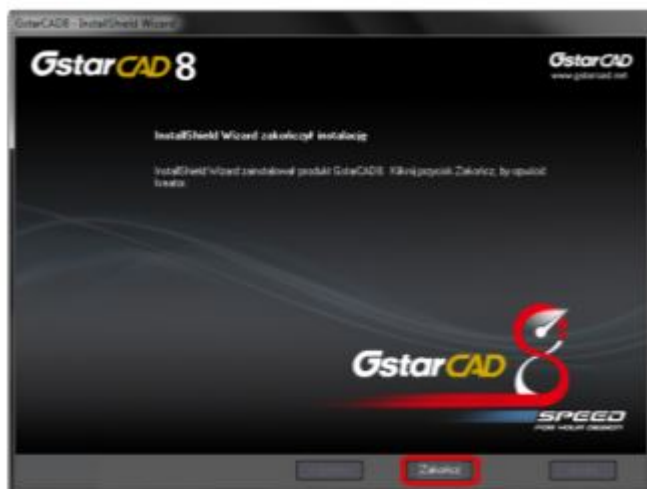 GstarCAD8 - InstallShield Wizard
GstarCAD 8
GstarCAD
www.gstarcad.net
InstallShield Wizard zakończył instalację
InstallShield Wizard zainstalował produkt GstarCAD8. Kliknij przycisk Zakończ, by opuścić
kreator.
GstarCAD 8
SPEED
FOR YOUR DESIGN
Zakończ